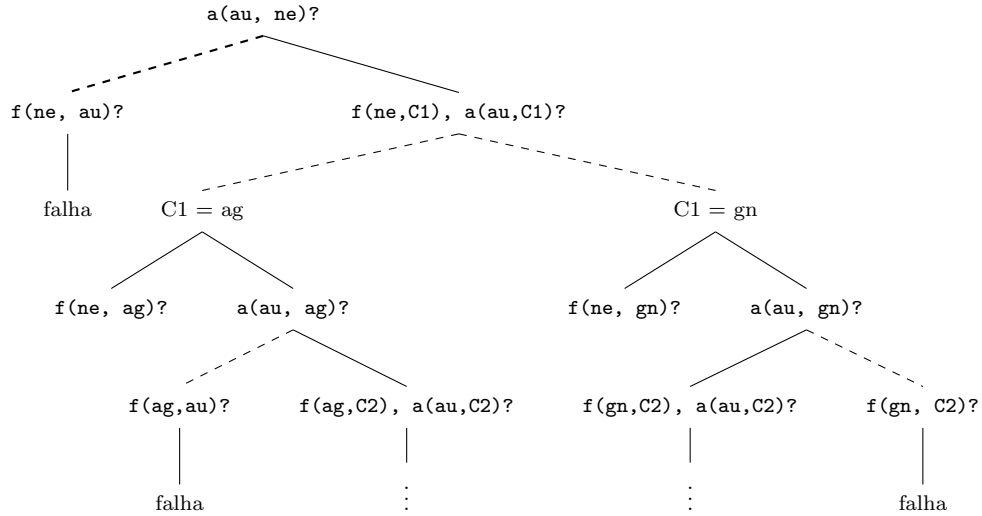 a(au, ne)?
f(ne, au)?
f(ne,C1), a(au,C1)?
falha
C1 = ag
C1 = gn
f(ne, ag)?
a(au, ag)?
f(ne, gn)?
a(au, gn)?
f(ag,au)?
f(ag,C2), a(au,C2)?
f(gn,C2), a(au,C2)?
f(gn, C2)?
falha
⋮
⋮
falha